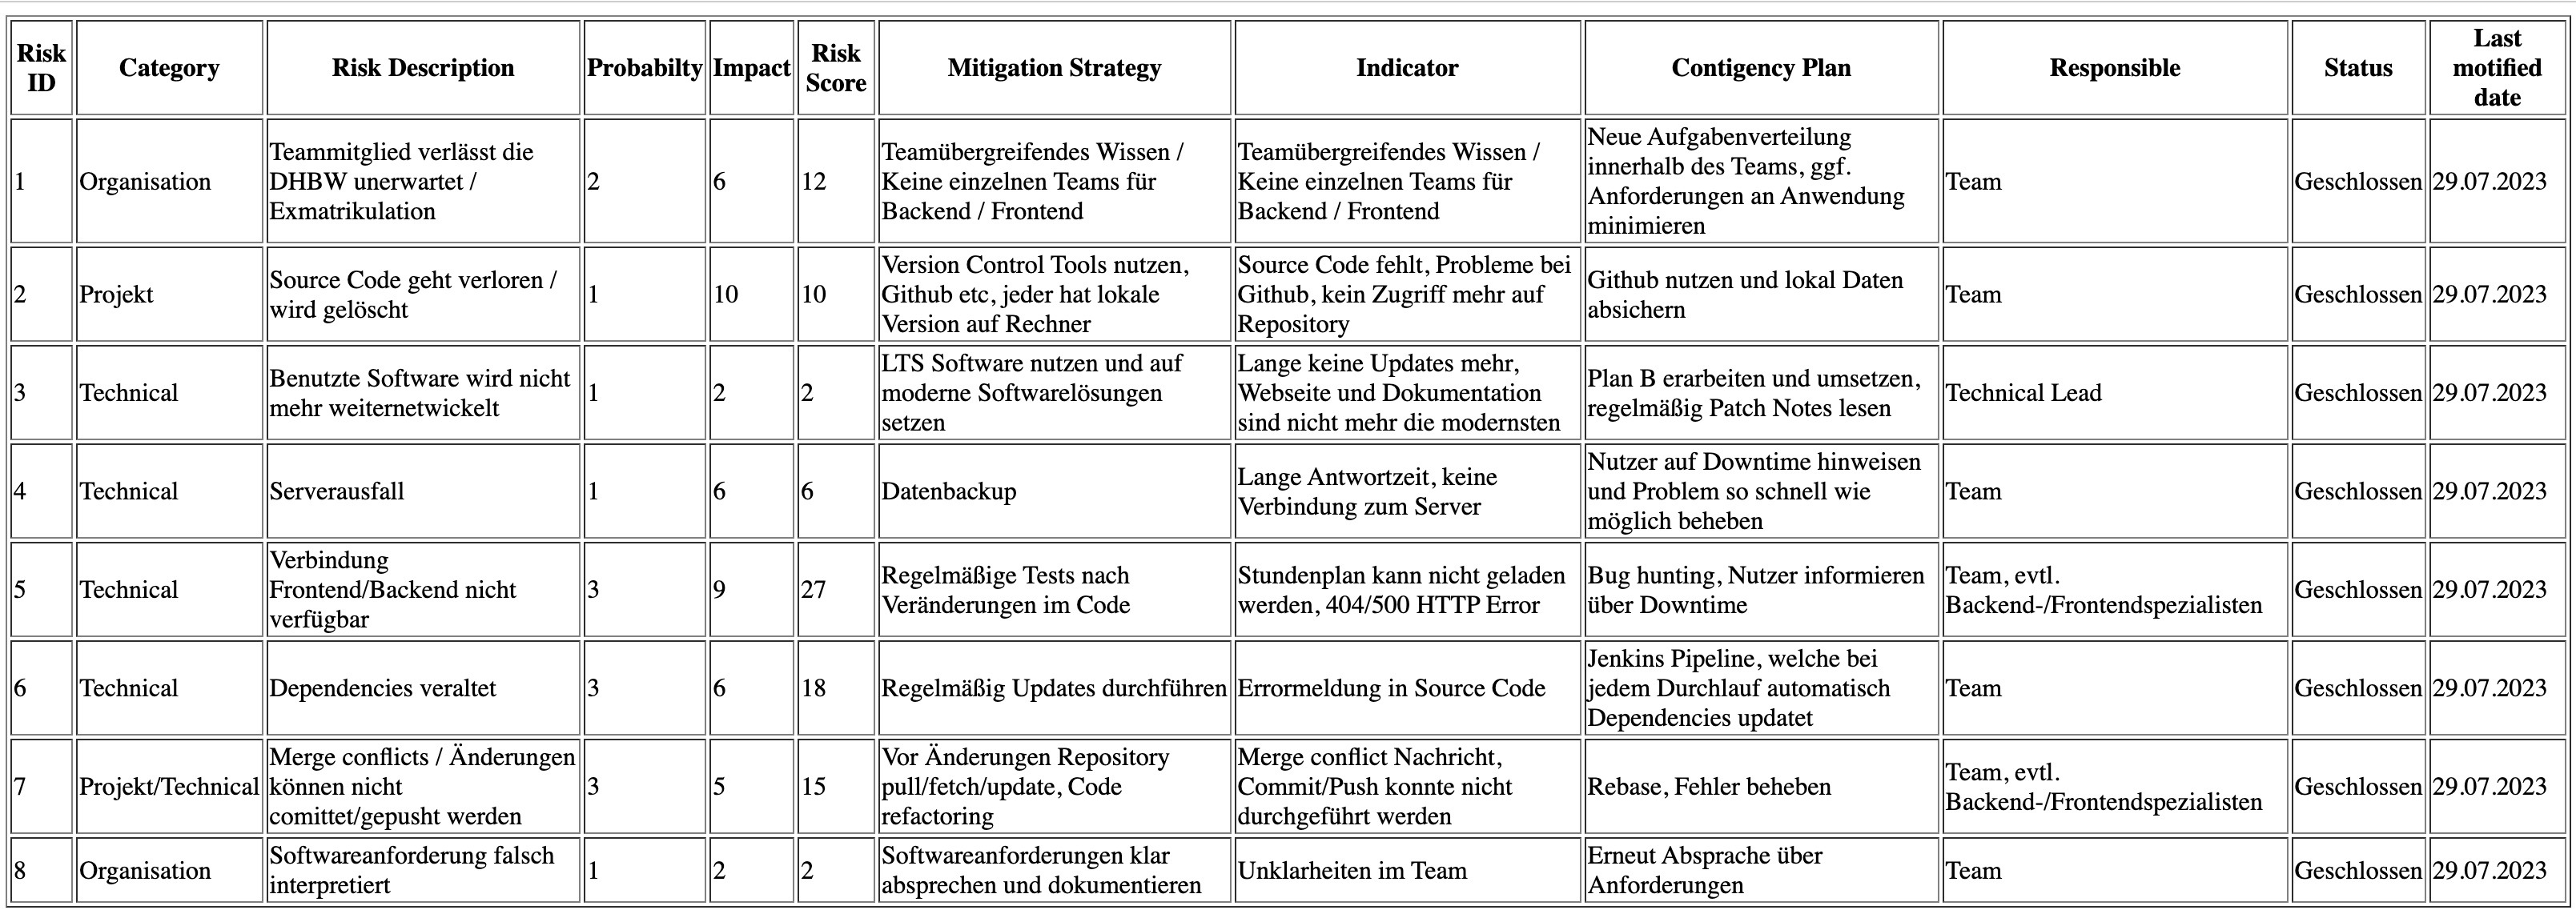 Risk ID Category Risk Description Probabilty Impact Risk Score Mitigation Strategy Indicator Contigency Plan Responsible Status Last motified date
1 Organisation Teammitglied verlässt die DHBW unerwartet / Exmatrikulation 2 6 12 Teamübergreifendes Wissen / Keine einzelnen Teams für Backend / Frontend Teamübergreifendes Wissen / Keine einzelnen Teams für Backend / Frontend Neue Aufgabenverteilung innerhalb des Teams, ggf. Anforderungen an Anwendung minimieren Team Geschlossen 29.07.2023
2 Projekt Source Code geht verloren / wird gelöscht 1 10 10 Version Control Tools nutzen, Github etc, jeder hat lokale Version auf Rechner Source Code fehlt, Probleme bei Github, kein Zugriff mehr auf Repository Github nutzen und lokal Daten absichern Team Geschlossen 29.07.2023
3 Technical Benutzte Software wird nicht mehr weiternetwickelt 1 2 2 LTS Software nutzen und auf moderne Softwarelösungen setzen Lange keine Updates mehr, Webseite und Dokumentation sind nicht mehr die modernsten Plan B erarbeiten und umsetzen, regelmäßig Patch Notes lesen Technical Lead Geschlossen 29.07.2023
4 Technical Serverausfall 1 6 6 Datenbackup Lange Antwortzeit, keine Verbindung zum Server Nutzer auf Downtime hinweisen und Problem so schnell wie möglich beheben Team Geschlossen 29.07.2023
5 Technical Verbindung Frontend/Backend nicht verfügbar 3 9 27 Regelmäßige Tests nach Veränderungen im Code Stundenplan kann nicht geladen werden, 404/500 HTTP Error Bug hunting, Nutzer informieren über Downtime Team, evtl. Backend-/Frontendspezialisten Geschlossen 29.07.2023
6 Technical Dependencies veraltet 3 6 18 Regelmäßig Updates durchführen Errormeldung in Source Code Jenkins Pipeline, welche bei jedem Durchlauf automatisch Dependencies updatet Team Geschlossen 29.07.2023
7 Projekt/Technical Merge conflicts / Änderungen können nicht comittet/gepusht werden 3 5 15 Vor Änderungen Repository pull/fetch/update, Code refactoring Merge conflict Nachricht, Commit/Push konnte nicht durchgeführt werden Rebase, Fehler beheben Team, evtl. Backend-/Frontendspezialisten Geschlossen 29.07.2023
8 Organisation Softwareanforderung falsch interpretiert 1 2 2 Softwareanforderungen klar absprechen und dokumentieren Unklarheiten im Team Erneut Absprache über Anforderungen Team Geschlossen 29.07.2023